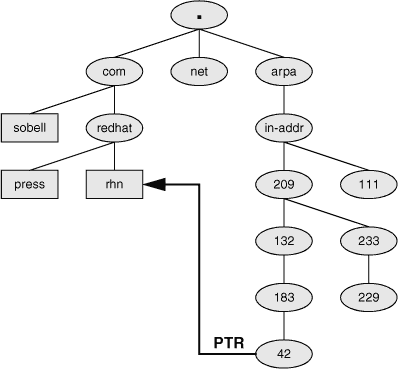 .
com net arpa
sobell redhat in-addr
press rhn 209 111
132 233
183 229
PTR 42